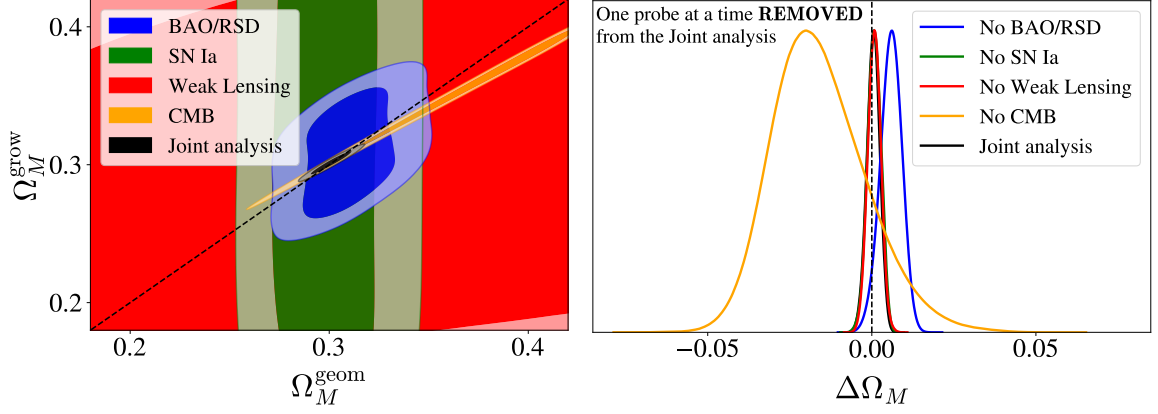 0.4
0.3
0.2
Ω_M^grow
BAO/RSD
SN Ia
Weak Lensing
CMB
Joint analysis
0.2 0.3 0.4
Ω_M^geom
One probe at a time REMOVED
from the Joint analysis
No BAO/RSD
No SN Ia
No Weak Lensing
No CMB
Joint analysis
−0.05 0.00 0.05
ΔΩ_M